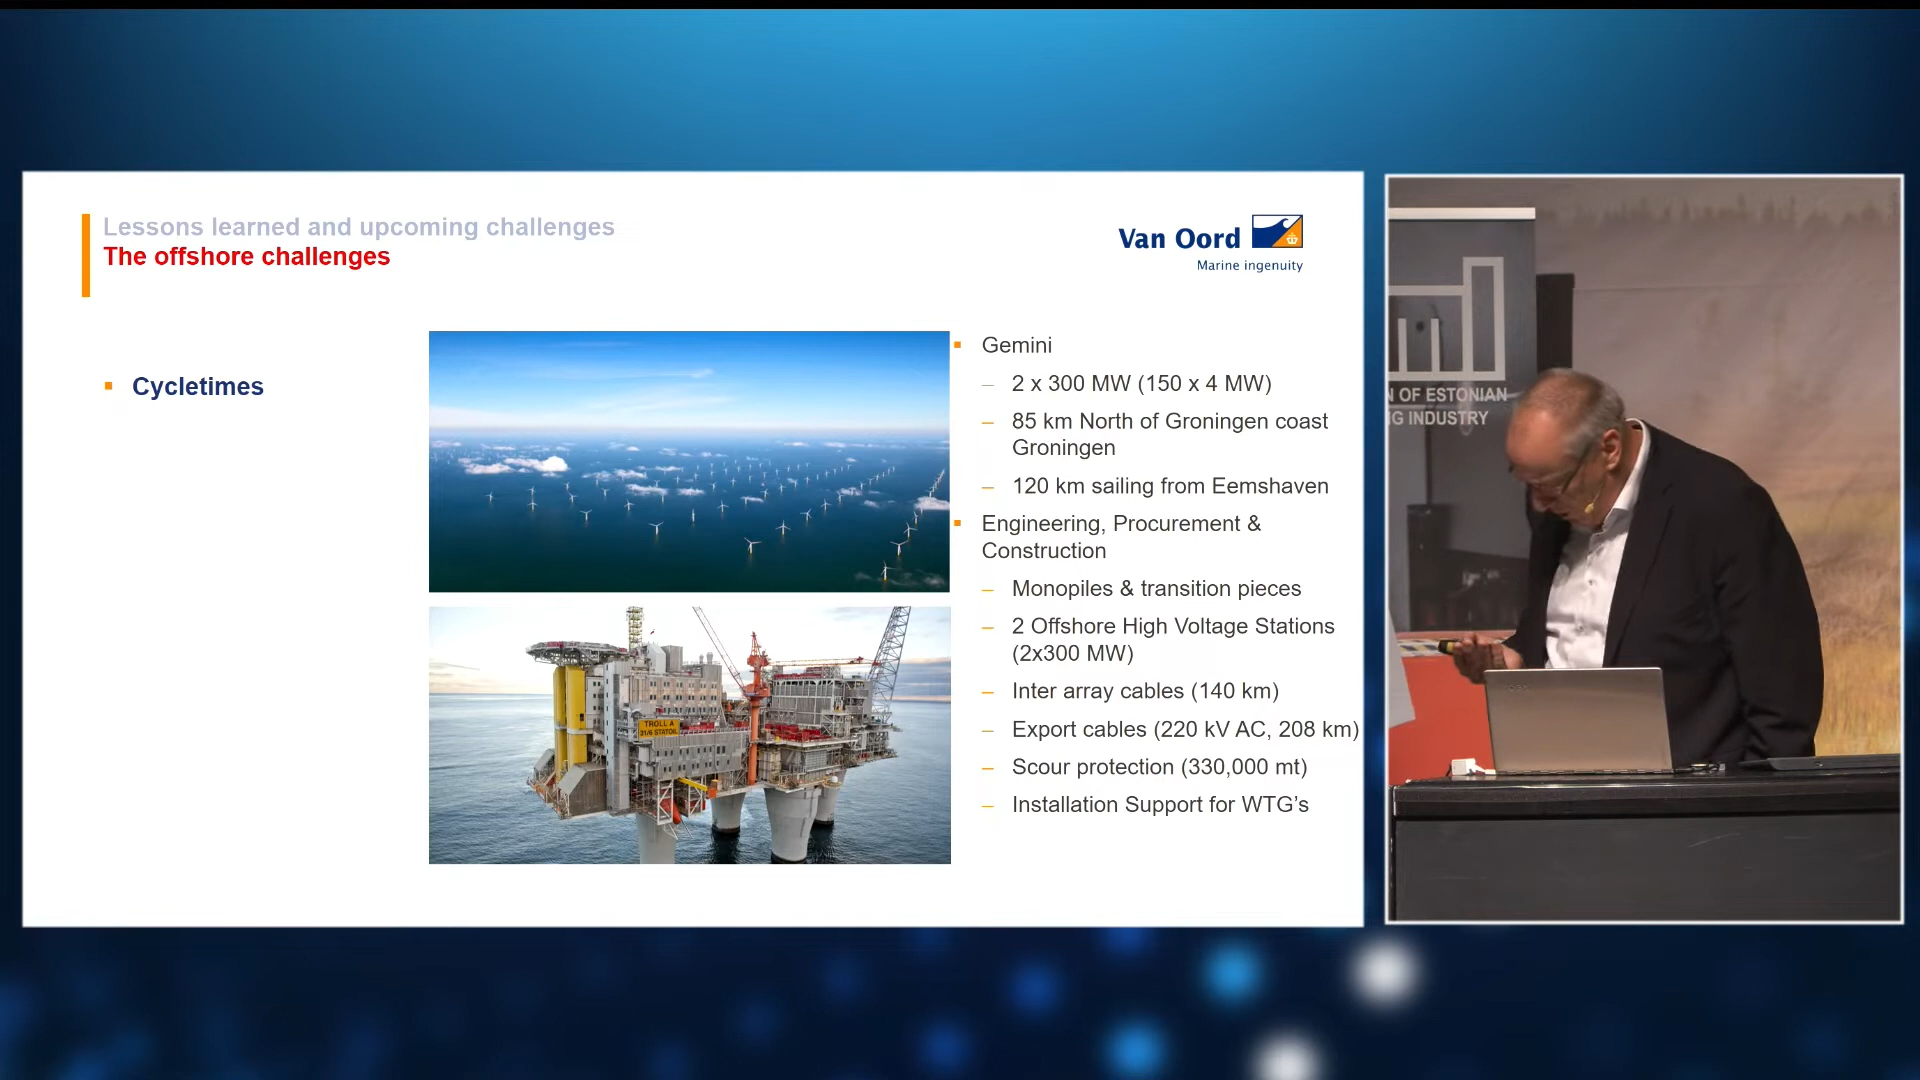 Lessons learned and upcoming challenges
The offshore challenges
Van Oord
Marine ingenuity
Cycletimes
TROLL A
31/6 STATOIL
Gemini
2 x 300 MW (150 x 4 MW)
85 km North of Groningen coast
Groningen
120 km sailing from Eemshaven
Engineering, Procurement &
Construction
Monopiles & transition pieces
2 Offshore High Voltage Stations
(2x300 MW)
Inter array cables (140 km)
Export cables (220 kV AC, 208 km)
Scour protection (330,000 mt)
Installation Support for WTG’s
N OF ESTONIAN
G INDUSTRY